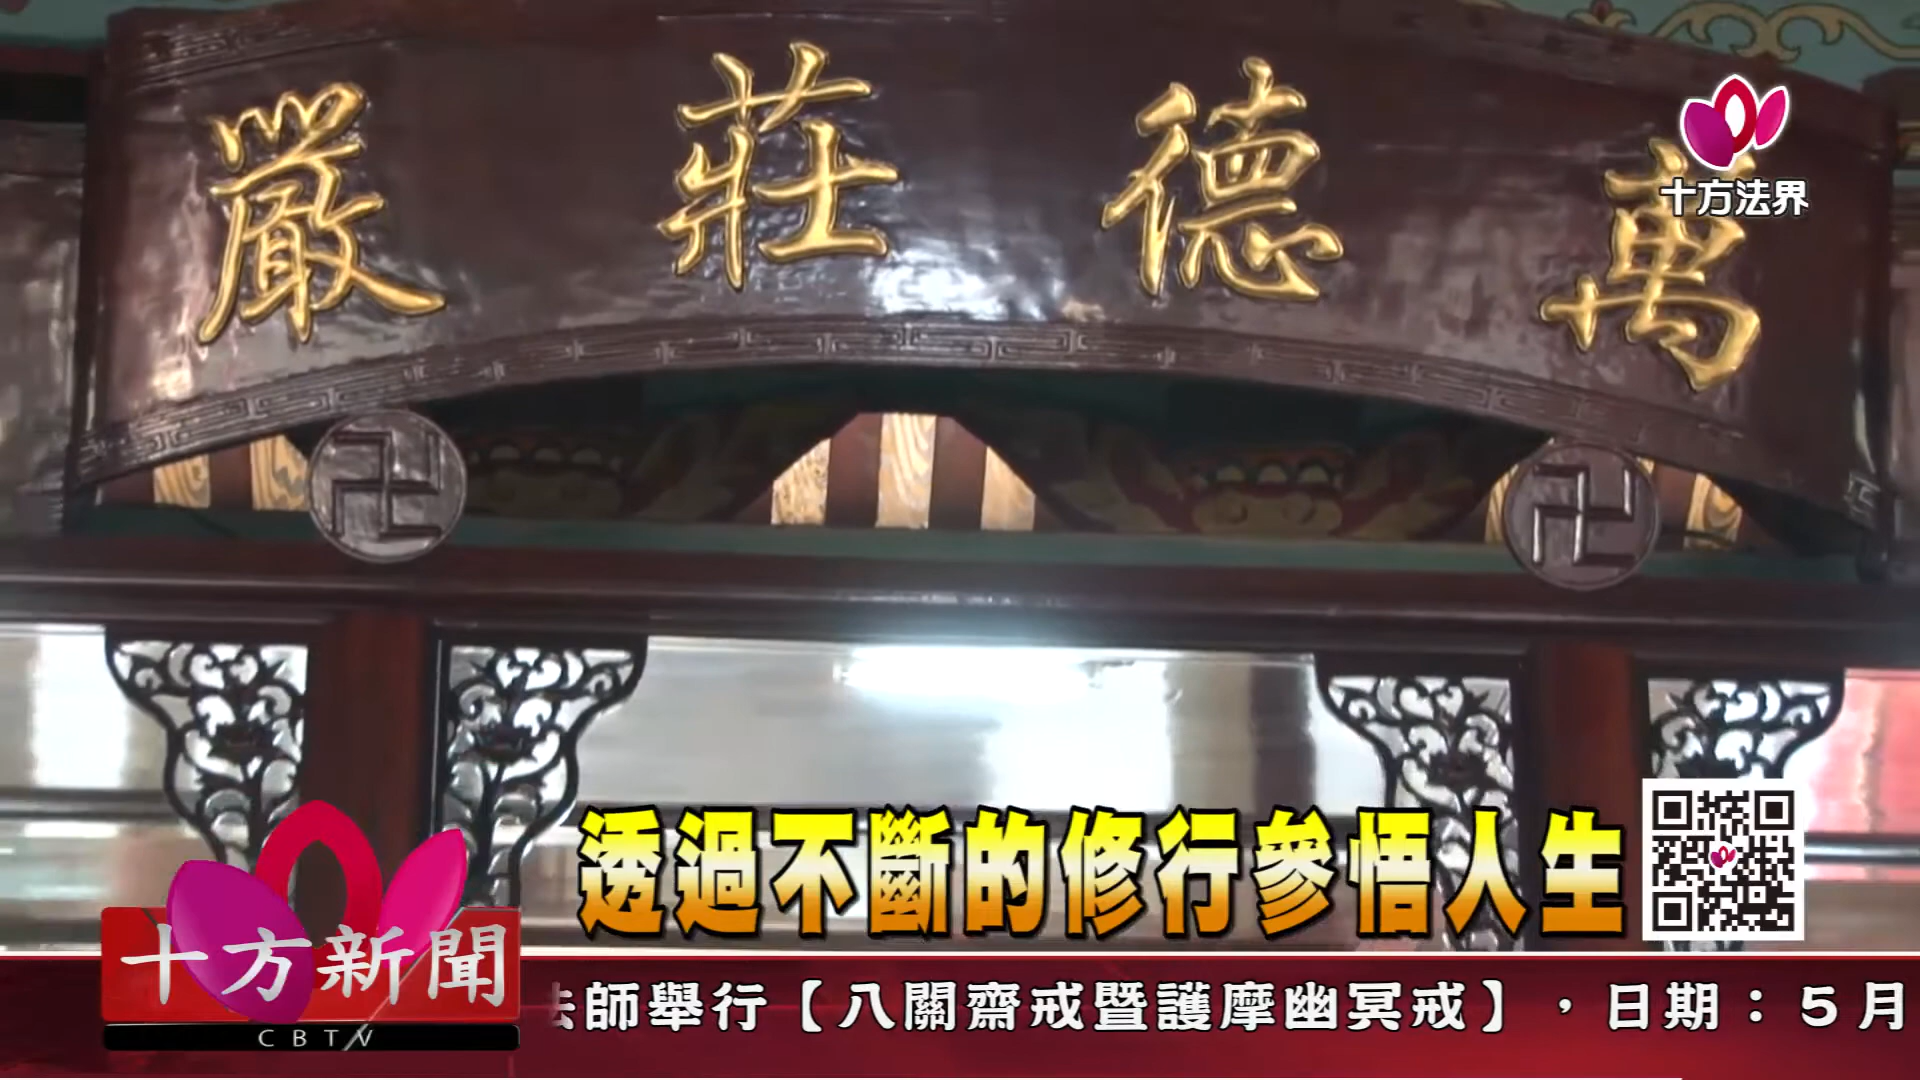 萬德莊嚴
十方法界
透過不斷的修行參悟人生
十方新聞
CBTV
法師舉行【八關齋戒暨護摩幽冥戒】，日期：５月